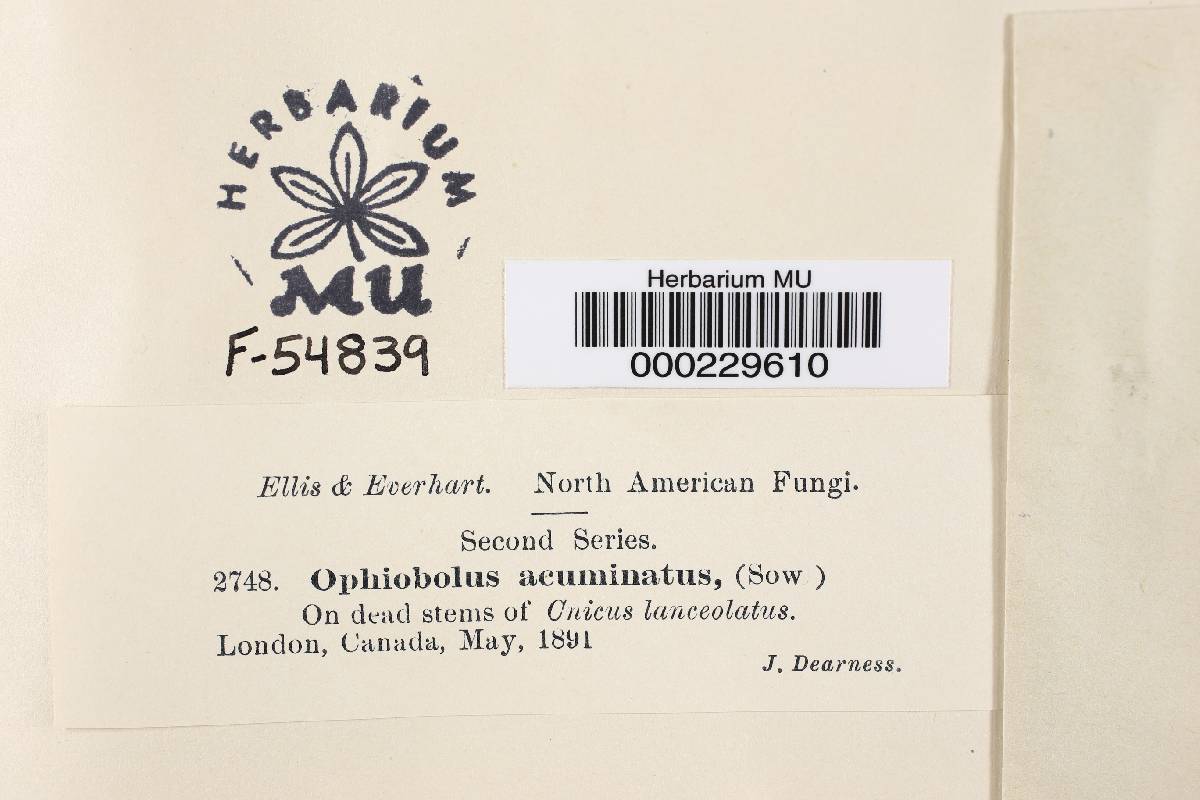 HERBARIUM
MU
F-54839
Herbarium MU
000229610
Ellis & Everhart. North American Fungi.
Second Series.
2748. Ophiobolus acuminatus, (Sow )
On dead stems of Cnicus lanceolatus.
London, Canada, May, 1891
J. Dearness.